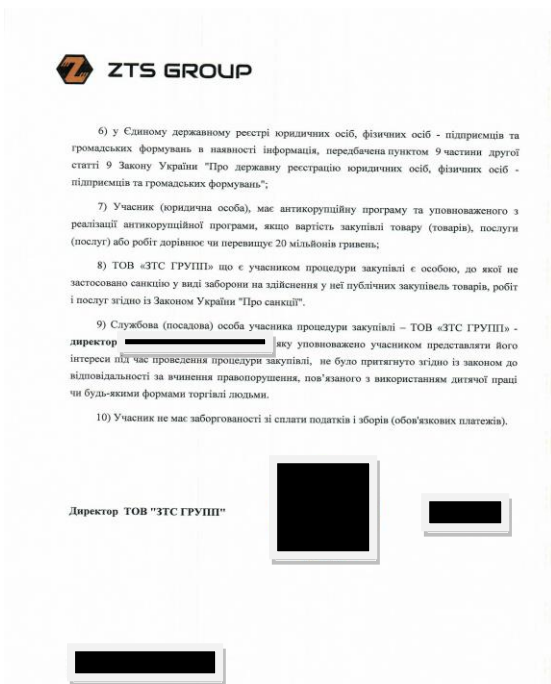 ZTS GROUP
6) у Єдиному державному реєстрі юридичних осіб, фізичних осіб - підприємців та
громадських формувань в наявності інформація, передбачена пунктом 9 частини другої
статті 9 Закону України "Про державну реєстрацію юридичних осіб, фізичних осіб -
підприємців та громадських формувань";
7) Учасник (юридична особа), має антикорупційну програму та уповноваженого з
реалізації антикорупційної програми, якщо вартість закупівлі товару (товарів), послуги
(послуг) або робіт дорівнює чи перевищує 20 мільйонів гривень;
8) ТОВ «ЗТС ГРУПП» що є учасником процедури закупівлі є особою, до якої не
застосовано санкцію у виді заборони на здійснення у неї публічних закупівель товарів, робіт
і послуг згідно із Законом України "Про санкції".
9) Службова (посадова) особа учасника процедури закупівлі – ТОВ «ЗТС ГРУПП» -
директор яку уповноважено учасником представляти його
інтереси під час проведення процедури закупівлі, не було притягнуто згідно із законом до
відповідальності за вчинення правопорушення, пов’язаного з використанням дитячої праці
чи будь-якими формами торгівлі людьми.
10) Учасник не має заборгованості зі сплати податків і зборів (обов'язкових платежів).
Директор ТОВ "ЗТС ГРУПП"